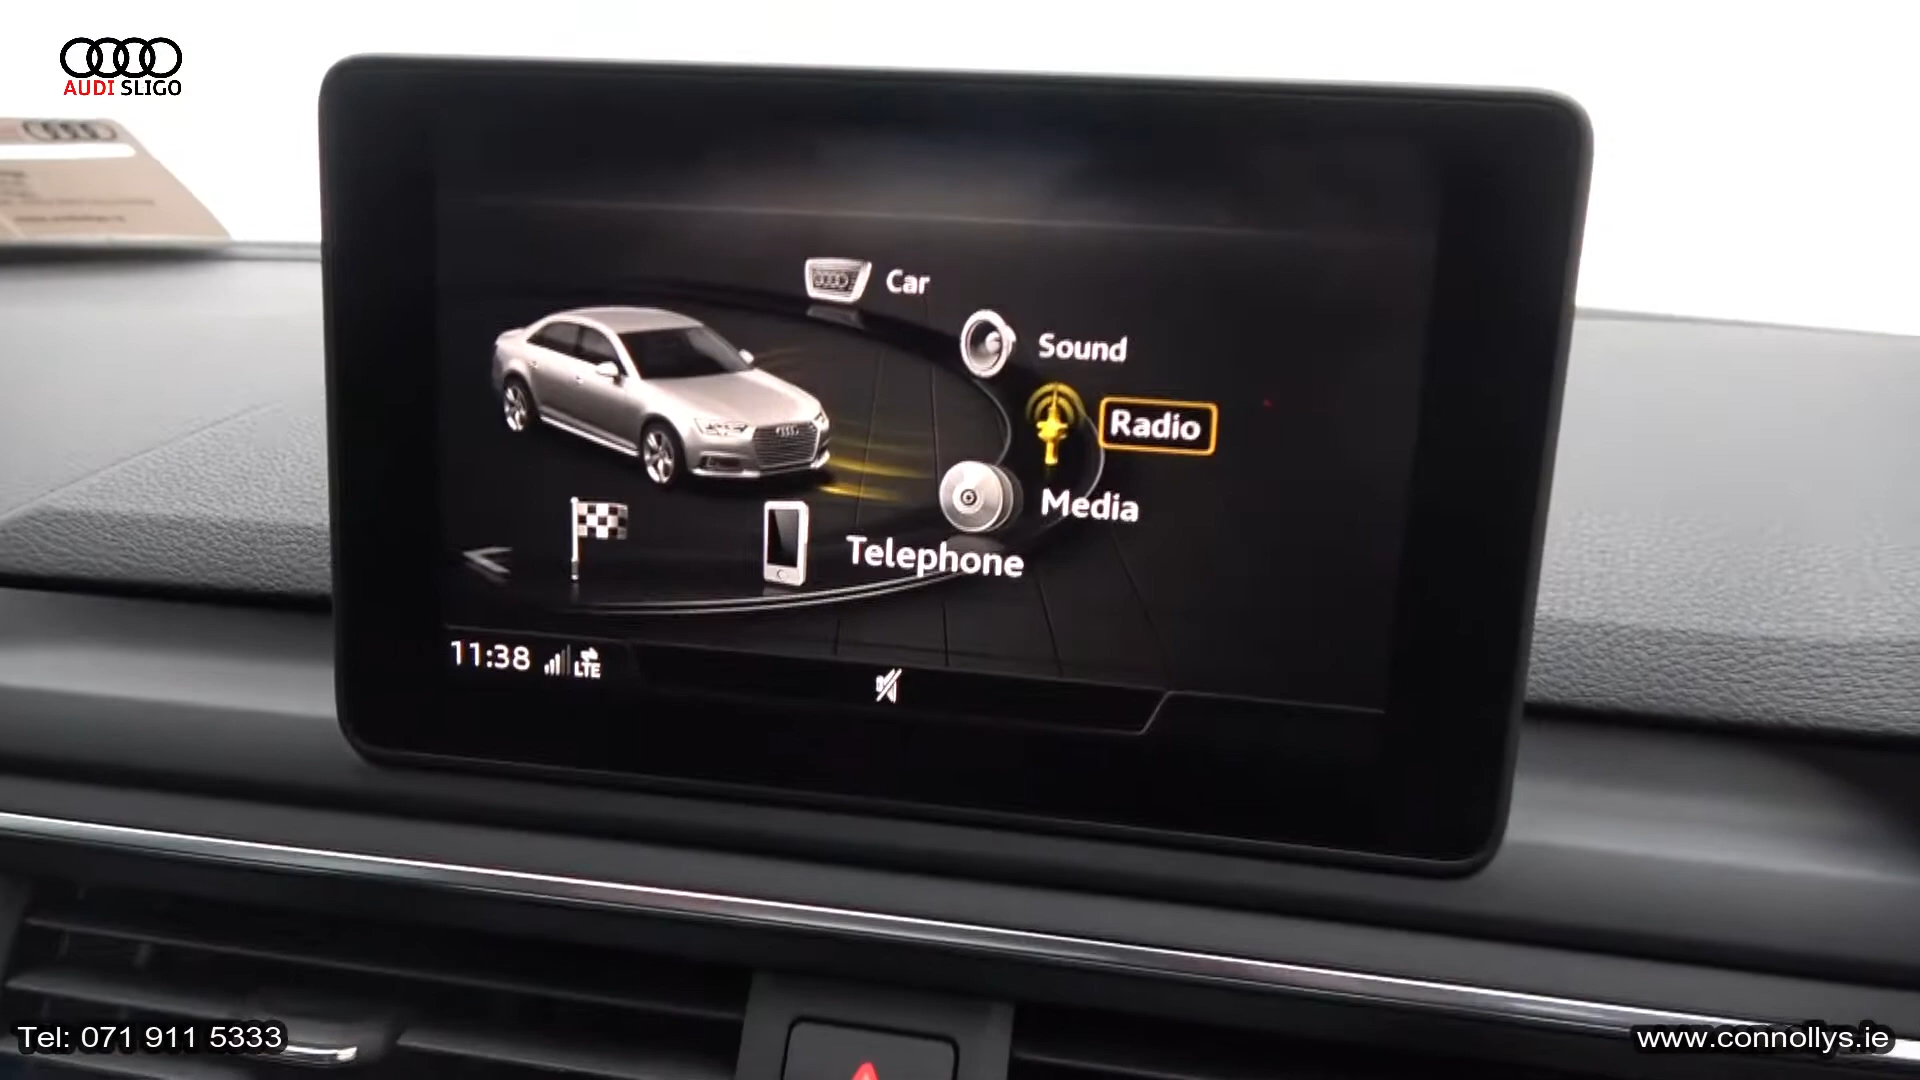 AUDI SLIGO
Car
Sound
Radio
Media
Telephone
11:38 LTE
Tel: 071 911 5333
www.connollys.ie